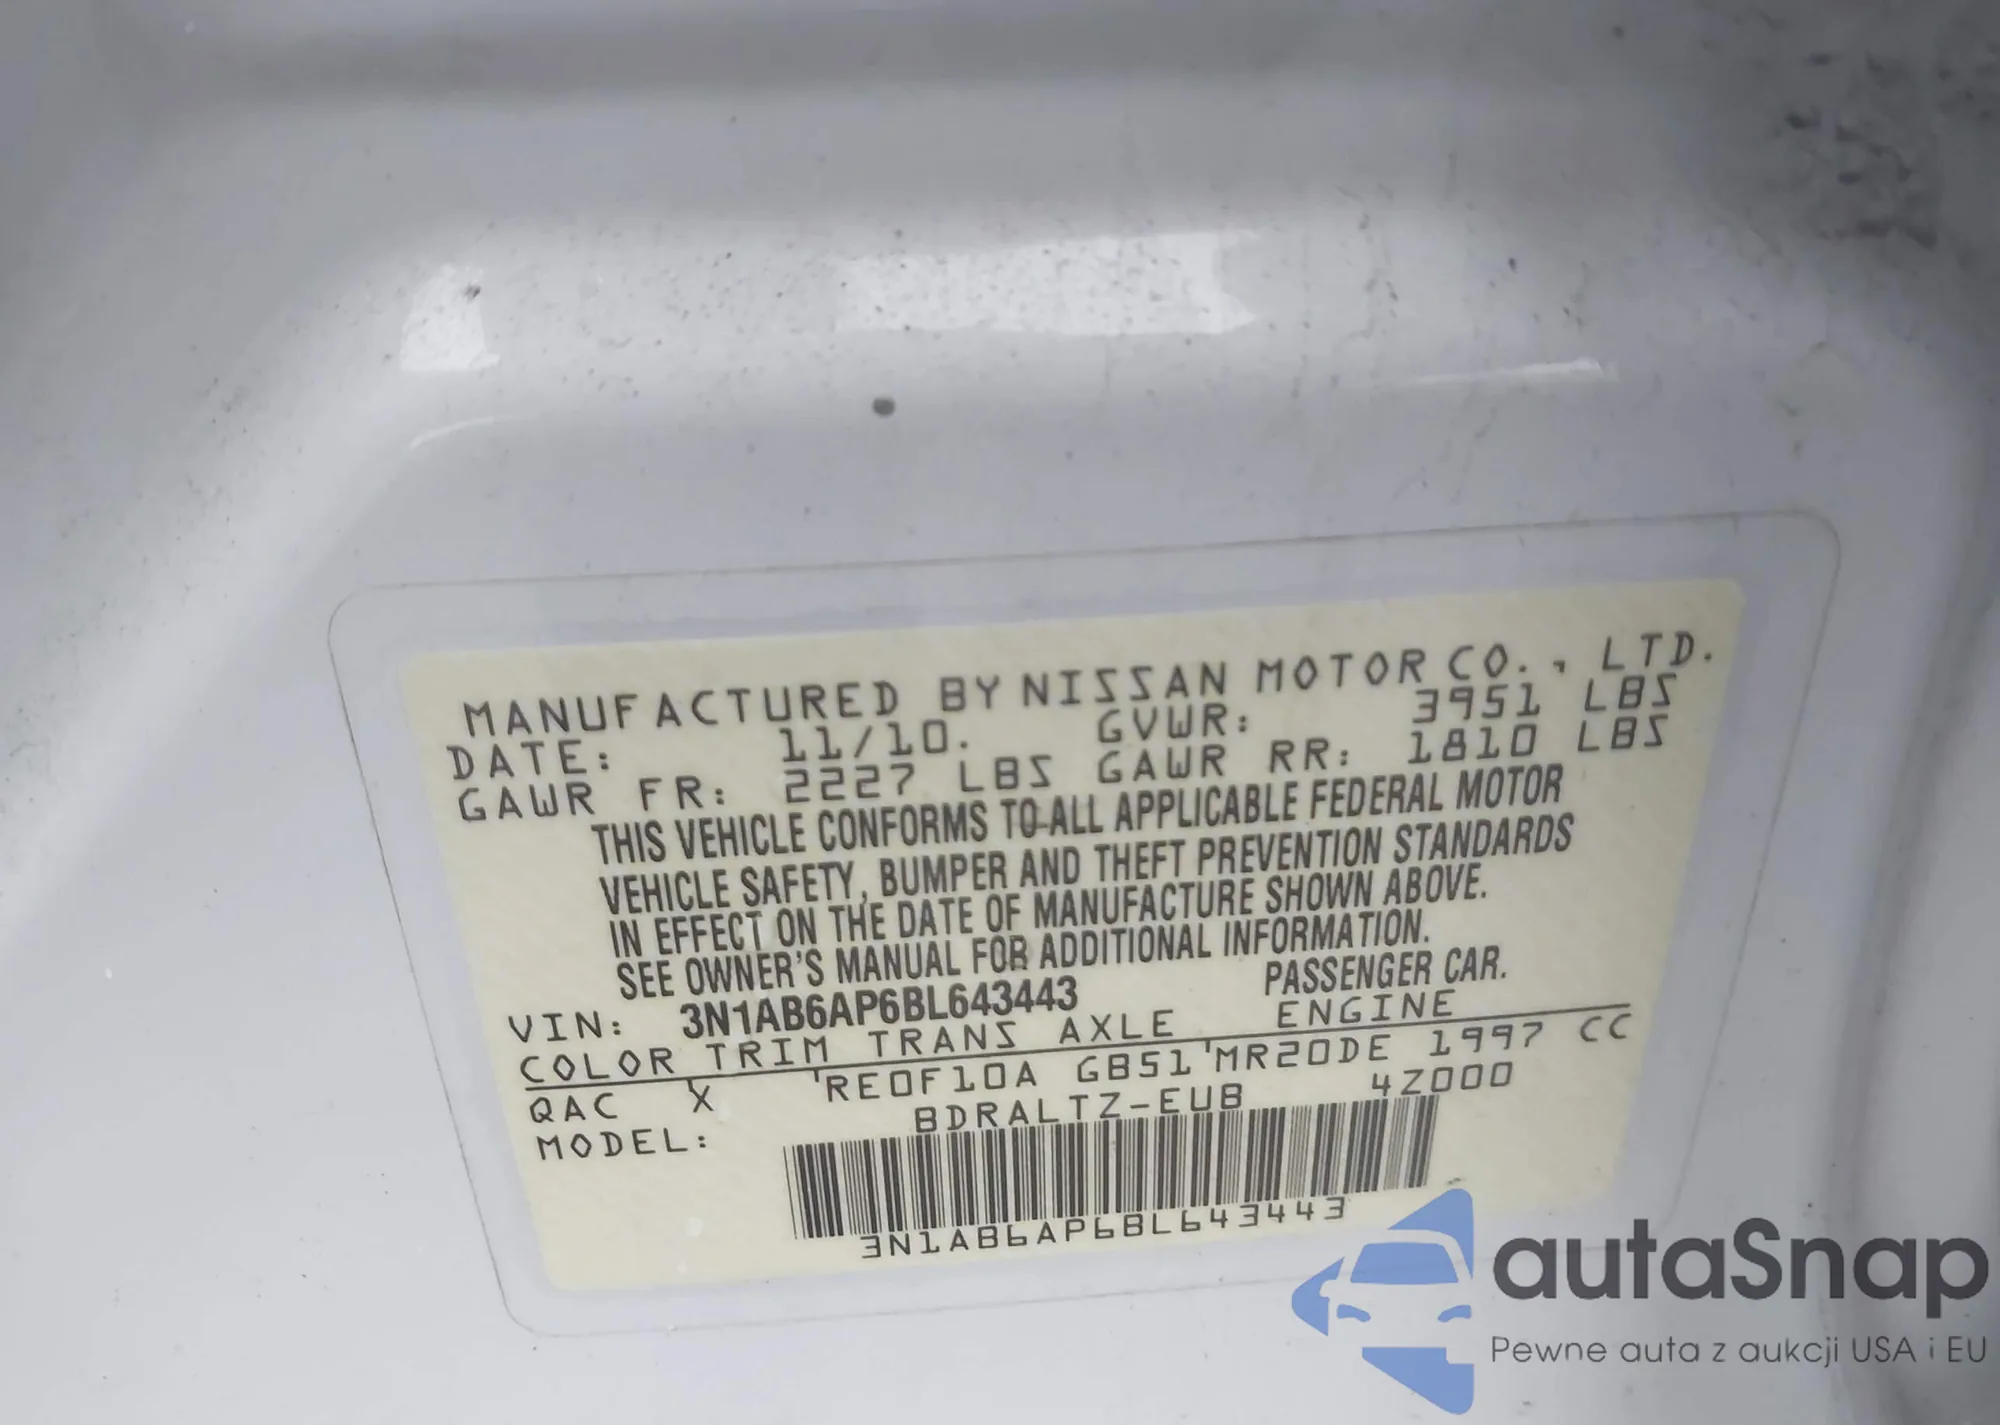 MANUFACTURED BY NISSAN MOTOR CO., LTD.
DATE: 11/10. GVWR: 3951 LBS
GAWR FR: 2227 LBS GAWR RR: 1810 LBS
THIS VEHICLE CONFORMS TO ALL APPLICABLE FEDERAL MOTOR
VEHICLE SAFETY, BUMPER AND THEFT PREVENTION STANDARDS
IN EFFECT ON THE DATE OF MANUFACTURE SHOWN ABOVE.
SEE OWNER'S MANUAL FOR ADDITIONAL INFORMATION.
VIN: 3N1AB6AP6BL643443 PASSENGER CAR.
COLOR TRIM TRANS AXLE ENGINE
QAC X RE0F10A GB51 MR20DE 1997 CC
MODEL: BDRALTZ-EUB 4Z000
3N1AB6AP6BL643443
autaSnap
Pewne auta z aukcji USA i EU